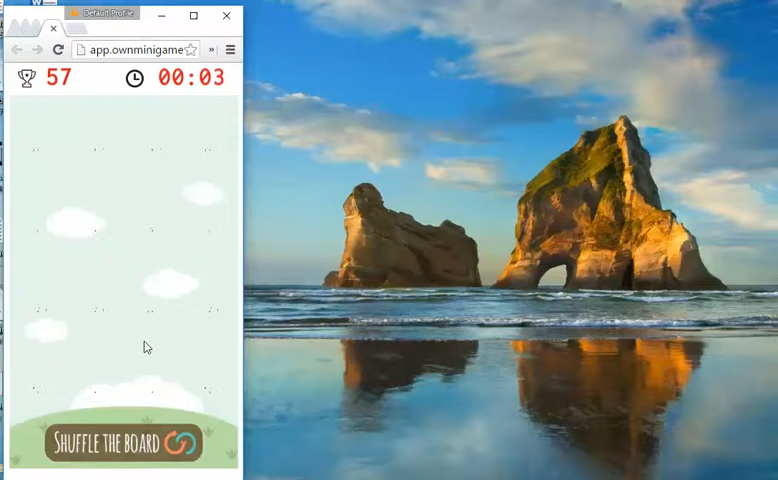 Default Profile
app.ownminigame
»
57
00:03
SHUFFLE THE BOARD